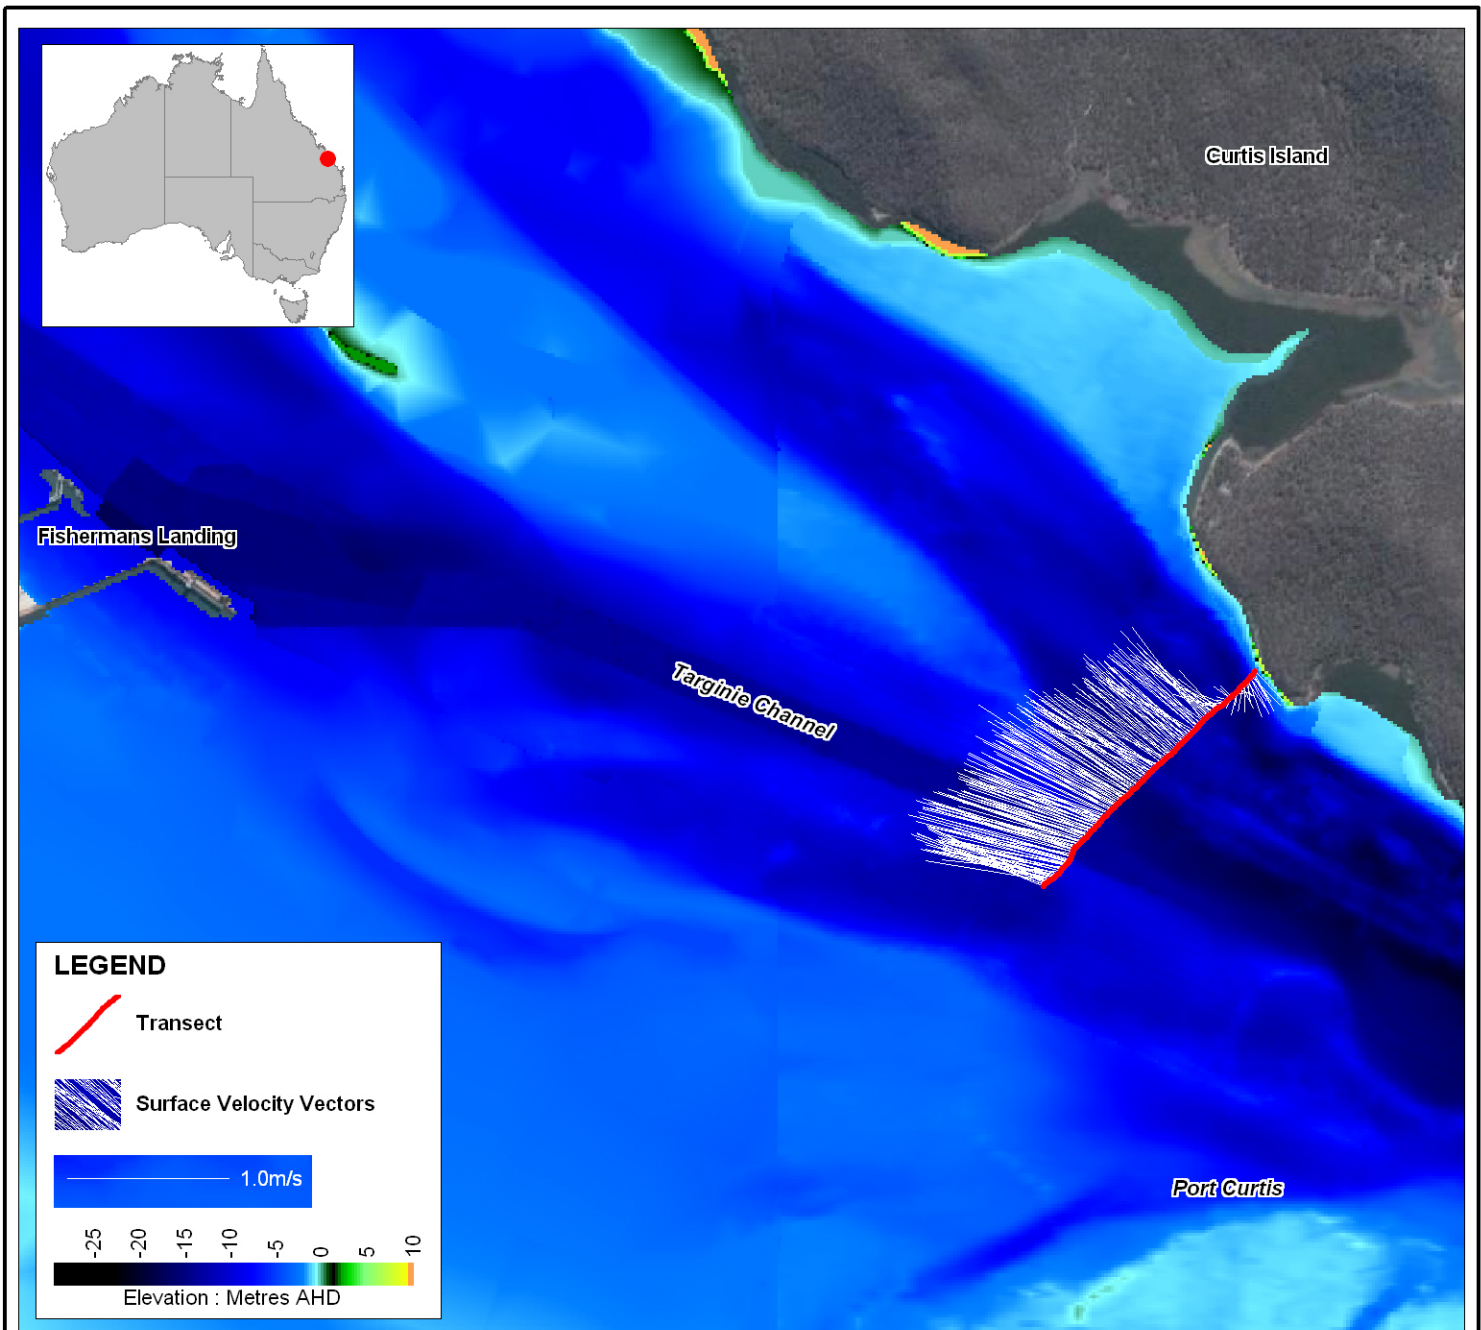 Curtis Island
Fishermans Landing
Targinie Channel
LEGEND
Transect
Surface Velocity Vectors
1.0m/s
-25 -20 -15 -10 -5 0 5 10
Elevation : Metres AHD
Port Curtis